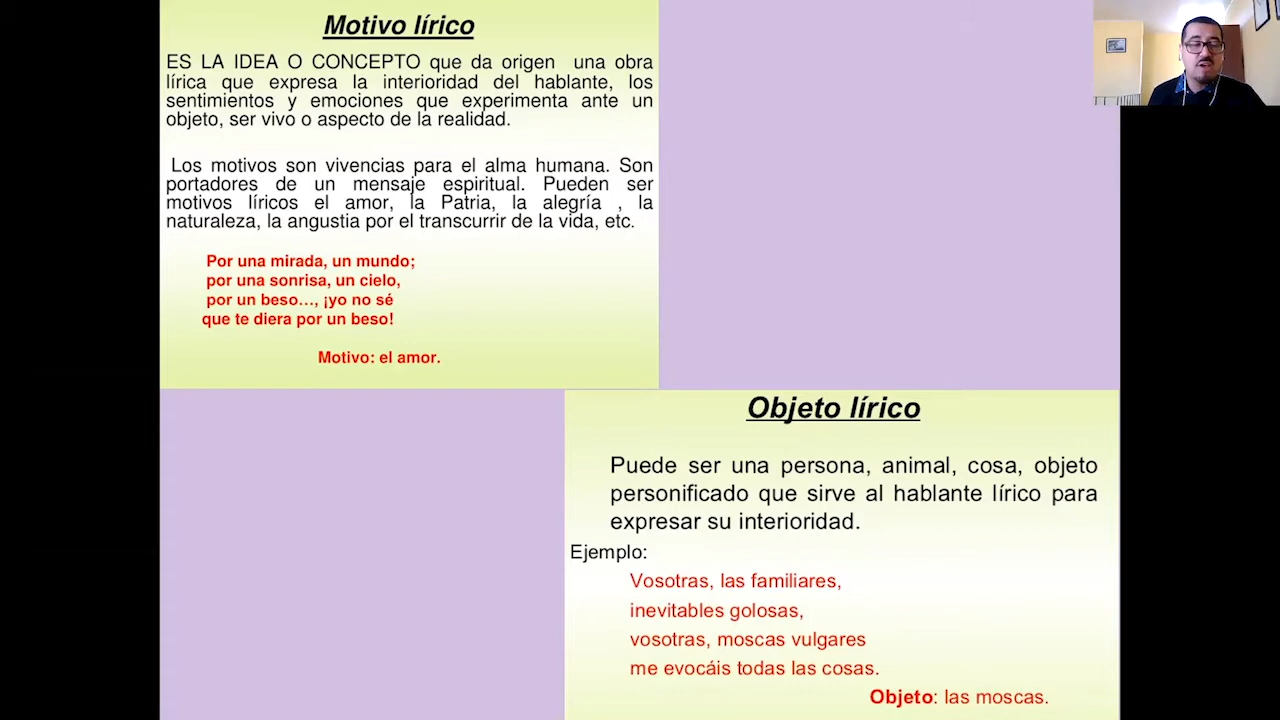 Motivo lírico
ES LA IDEA O CONCEPTO que da origen una obra
lírica que expresa la interioridad del hablante, los
sentimientos y emociones que experimenta ante un
objeto, ser vivo o aspecto de la realidad.
Los motivos son vivencias para el alma humana. Son
portadores de un mensaje espiritual. Pueden ser
motivos líricos el amor, la Patria, la alegría , la
naturaleza, la angustia por el transcurrir de la vida, etc.
Por una mirada, un mundo;
por una sonrisa, un cielo,
por un beso…, ¡yo no sé
que te diera por un beso!
Motivo: el amor.
Objeto lírico
Puede ser una persona, animal, cosa, objeto
personificado que sirve al hablante lírico para
expresar su interioridad.
Ejemplo:
Vosotras, las familiares,
inevitables golosas,
vosotras, moscas vulgares
me evocáis todas las cosas.
Objeto: las moscas.